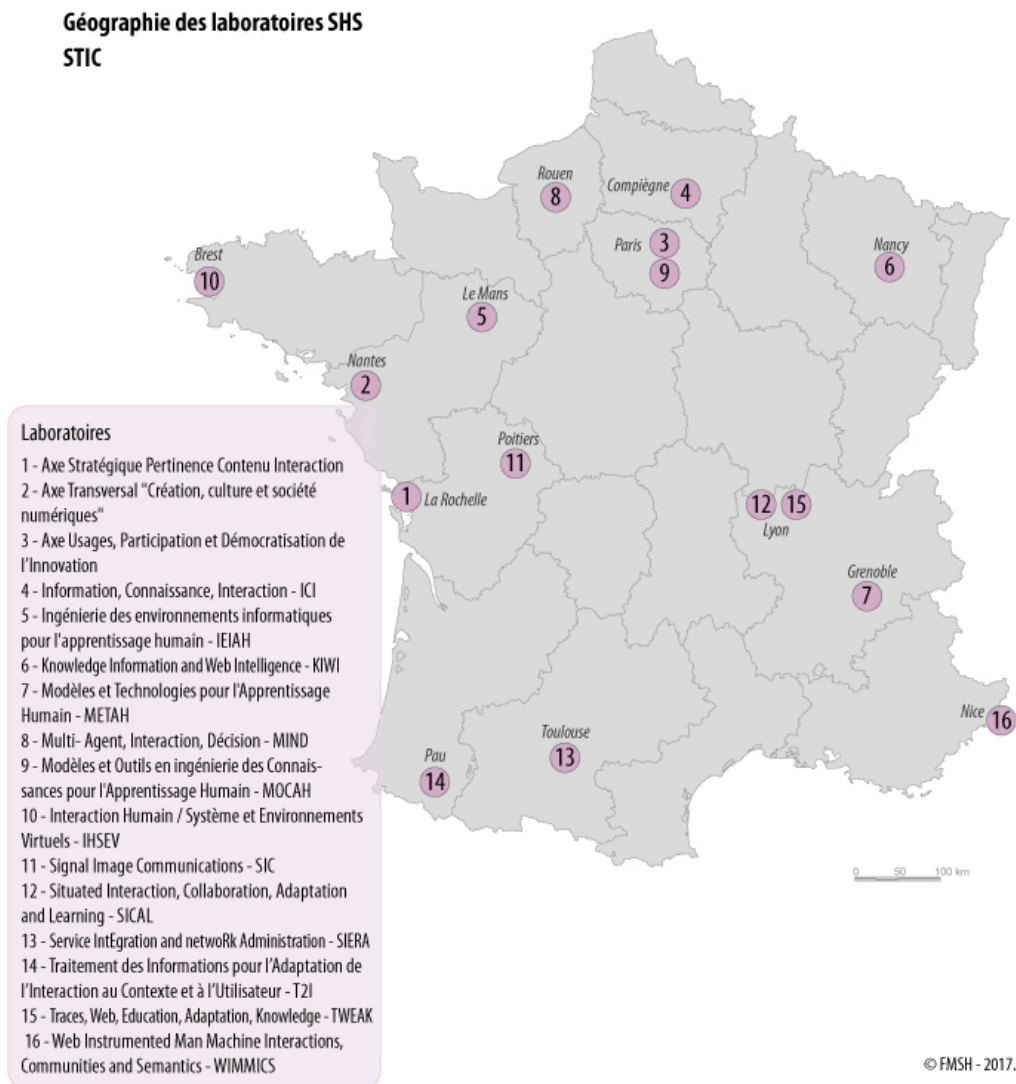 Géographie des laboratoires SHS
STIC
Rouen
8
Compiègne
4
Paris
3
9
Nancy
6
Brest
10
Le Mans
5
Nantes
2
Poitiers
11
1
La Rochelle
12
15
Lyon
Grenoble
7
Nice
16
Toulouse
13
Pau
14
Laboratoires
1 - Axe Stratégique Pertinence Contenu Interaction
2 - Axe Transversal "Création, culture et société
numériques"
3 - Axe Usages, Participation et Démocratisation de
l'Innovation
4 - Information, Connaissance, Interaction - ICI
5 - Ingénierie des environnements informatiques
pour l'apprentissage humain - IEIAH
6 - Knowledge Information and Web Intelligence - KIWI
7 - Modèles et Technologies pour l'Apprentissage
Humain - METAH
8 - Multi- Agent, Interaction, Décision - MIND
9 - Modèles et Outils en ingénierie des Connais-
sances pour l'Apprentissage Humain - MOCAH
10 - Interaction Humain / Système et Environnements
Virtuels - IHSEV
11 - Signal Image Communications - SIC
12 - Situated Interaction, Collaboration, Adaptation
and Learning - SICAL
13 - Service IntEgration and netwoRk Administration - SIERA
14 - Traitement des Informations pour l'Adaptation de
l'Interaction au Contexte et à l'Utilisateur - T2I
15 - Traces, Web, Education, Adaptation, Knowledge - TWEAK
16 - Web Instrumented Man Machine Interactions,
Communities and Semantics - WIMMICS
0 50 100 km
© FMSH - 2017.